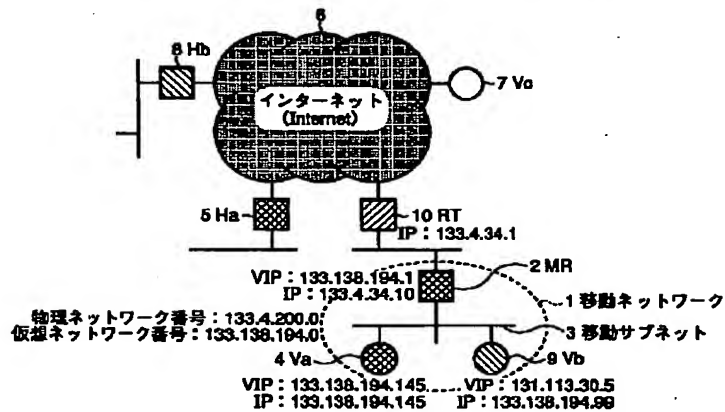 6
8 Hb
インターネット
(Internet)
7 Vc
5 Ha
10 RT
IP：133.4.34.1
2 MR
VIP：133.138.194.1
IP：133.4.34.10
1 移動ネットワーク
物理ネットワーク番号：133.4.200.0
仮想ネットワーク番号：133.138.194.0
3 移動サブネット
4 Va
9 Vb
VIP：133.138.194.145
VIP：131.113.30.5
IP：133.138.194.145
IP：133.138.194.99